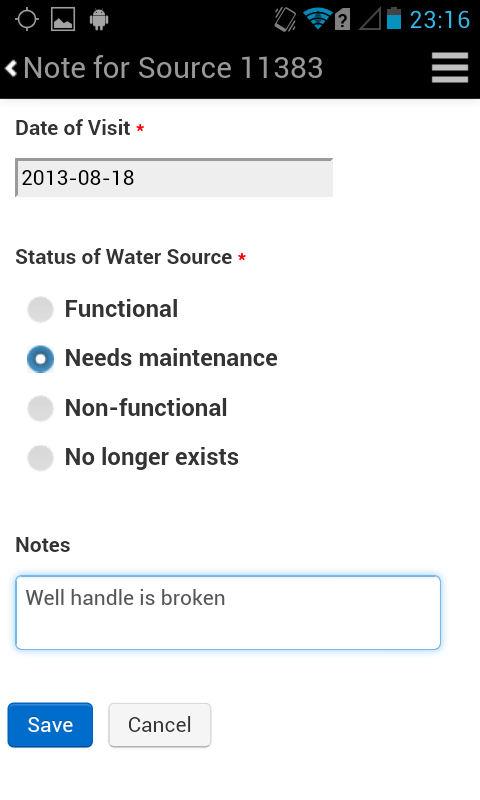 23:16
Note for Source 11383
Date of Visit *
2013-08-18
Status of Water Source *
Functional
Needs maintenance
Non-functional
No longer exists
Notes
Well handle is broken
Save Cancel